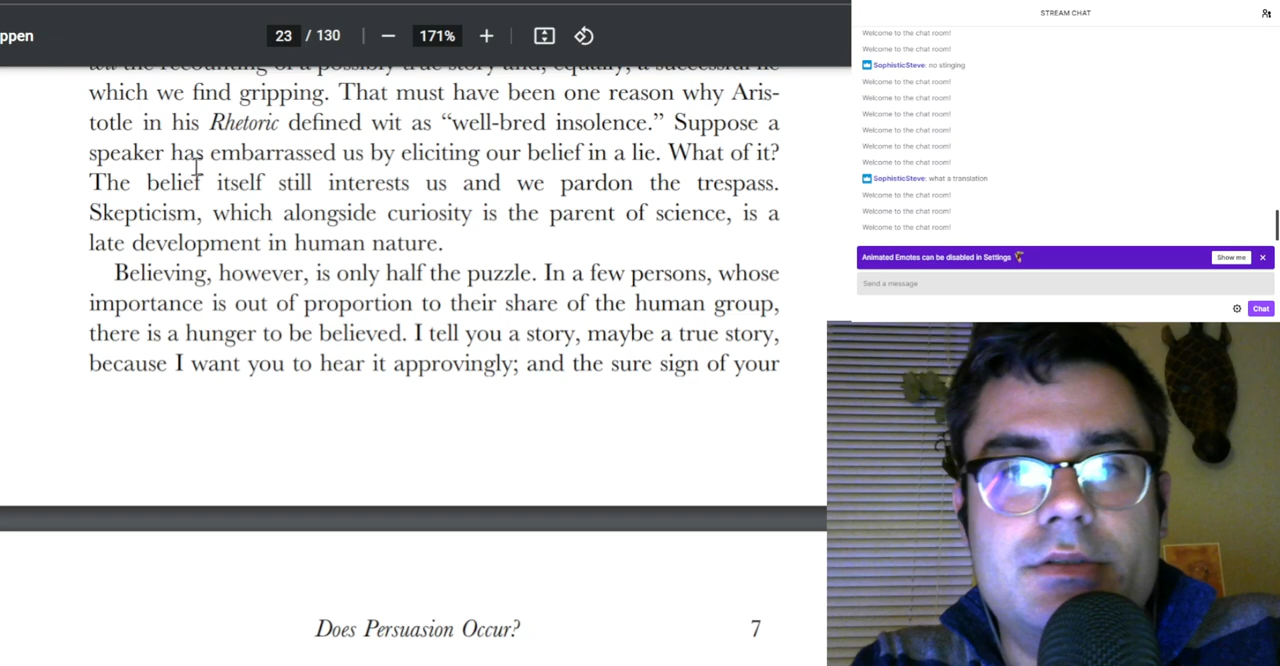 ppen
23 / 130
171%
which we find gripping. That must have been one reason why Aris-
totle in his Rhetoric defined wit as “well-bred insolence.” Suppose a
speaker has embarrassed us by eliciting our belief in a lie. What of it?
The belief itself still interests us and we pardon the trespass.
Skepticism, which alongside curiosity is the parent of science, is a
late development in human nature.
Believing, however, is only half the puzzle. In a few persons, whose
importance is out of proportion to their share of the human group,
there is a hunger to be believed. I tell you a story, maybe a true story,
because I want you to hear it approvingly; and the sure sign of your
Does Persuasion Occur? 7
STREAM CHAT
Welcome to the chat room!
Welcome to the chat room!
SophisticSteve: no stinging
Welcome to the chat room!
Welcome to the chat room!
Welcome to the chat room!
Welcome to the chat room!
Welcome to the chat room!
Welcome to the chat room!
SophisticSteve: what a translation
Welcome to the chat room!
Welcome to the chat room!
Welcome to the chat room!
Animated Emotes can be disabled in Settings
Show me
Send a message
Chat